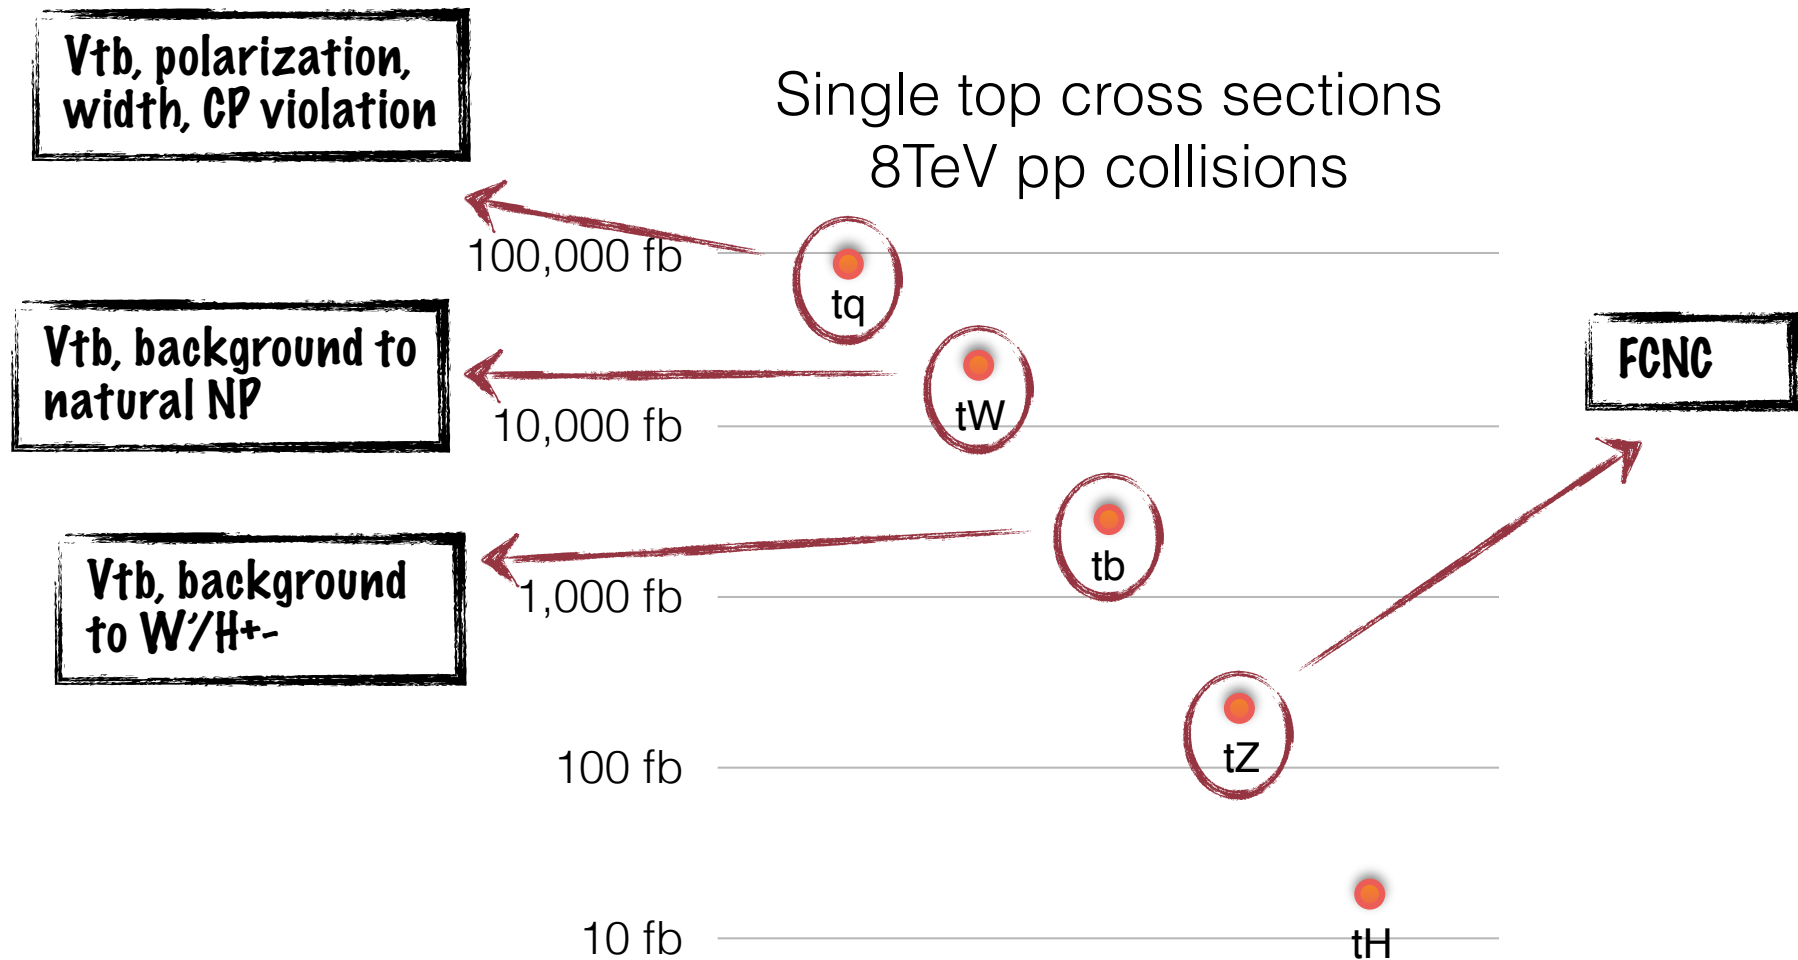 Vtb, polarization,
width, CP violation
Single top cross sections
8TeV pp collisions
100,000 fb
tq
Vtb, background to
natural NP
FCNC
tW
10,000 fb
tb
Vtb, background
to W'/H+-
1,000 fb
tZ
100 fb
10 fb
tH